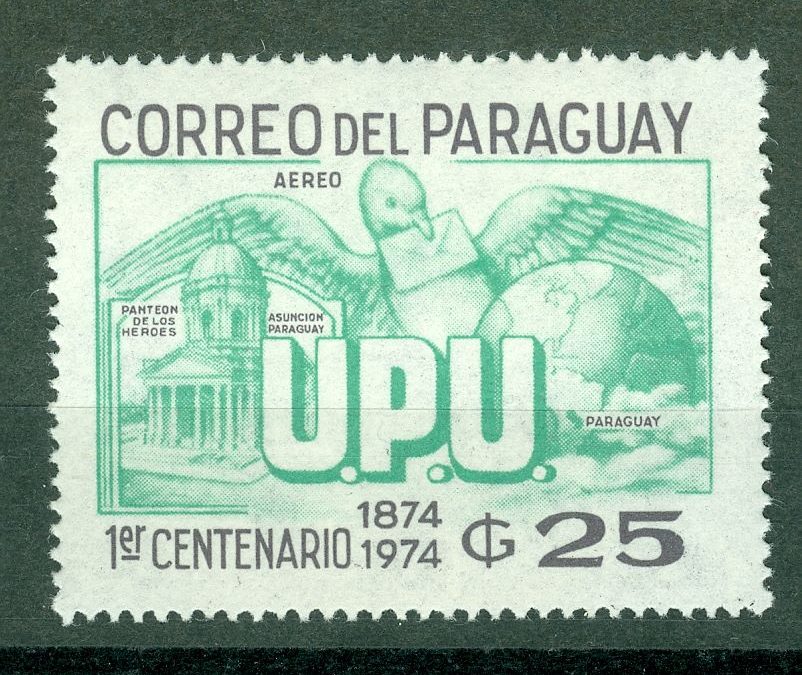 CORREO DEL PARAGUAY
AEREO
PANTEON
DE LOS
HEROES
ASUNCION
PARAGUAY
U.P.U.
PARAGUAY
1er CENTENARIO
1874
1974
₲ 25